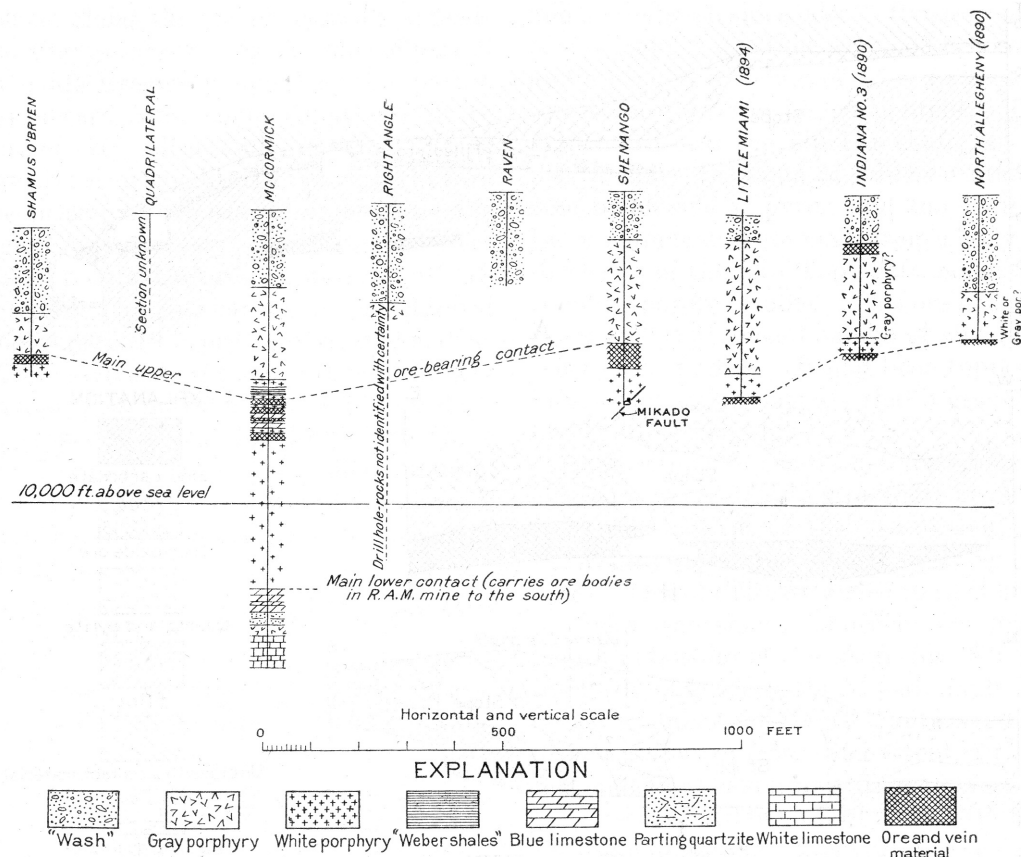 SHAMUS O'BRIEN
QUADRILATERAL
MCCORMICK
RIGHT ANGLE
RAVEN
SHENANGO
LITTLE MIAMI (1894)
INDIANA NO.3 (1890)
NORTH ALLEGHENY (1890)
Section unknown
Drill hole-rocks not identified with certainty
Gray porphyry?
White or
Gray por?
Main upper
ore-bearing contact
MIKADO
FAULT
10,000 ft. above sea level
Main lower contact (carries ore bodies
in R.A.M. mine to the south)
Horizontal and vertical scale
0 500 1000 FEET
EXPLANATION
"Wash"
Gray porphyry
White porphyry
"Weber shales"
Blue limestone
Parting quartzite
White limestone
Ore and vein
material